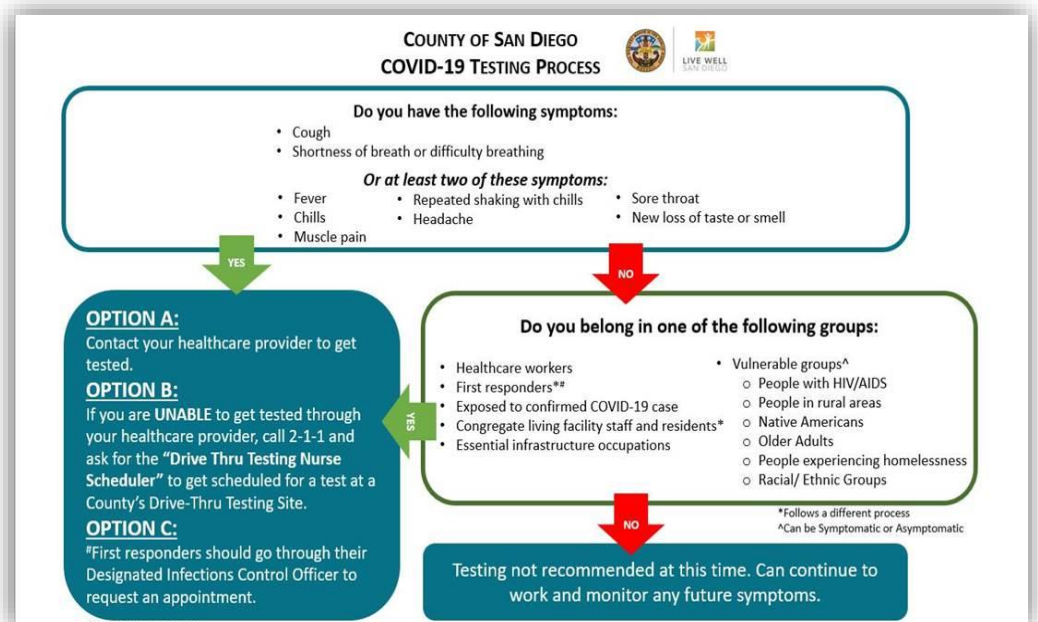 COUNTY OF SAN DIEGO
COVID-19 TESTING PROCESS
LIVE WELL
SAN DIEGO
Do you have the following symptoms:
• Cough
• Shortness of breath or difficulty breathing
Or at least two of these symptoms:
• Fever
• Chills
• Muscle pain
• Repeated shaking with chills
• Headache
• Sore throat
• New loss of taste or smell
YES
NO
OPTION A:
Contact your healthcare provider to get
tested.
OPTION B:
If you are UNABLE to get tested through
your healthcare provider, call 2-1-1 and
ask for the “Drive Thru Testing Nurse
Scheduler” to get scheduled for a test at a
County’s Drive-Thru Testing Site.
OPTION C:
#First responders should go through their
Designated Infections Control Officer to
request an appointment.
YES
Do you belong in one of the following groups:
• Healthcare workers
• First responders*#
• Exposed to confirmed COVID-19 case
• Congregate living facility staff and residents*
• Essential infrastructure occupations
• Vulnerable groups^
o People with HIV/AIDS
o People in rural areas
o Native Americans
o Older Adults
o People experiencing homelessness
o Racial/ Ethnic Groups
*Follows a different process
^Can be Symptomatic or Asymptomatic
NO
Testing not recommended at this time. Can continue to
work and monitor any future symptoms.